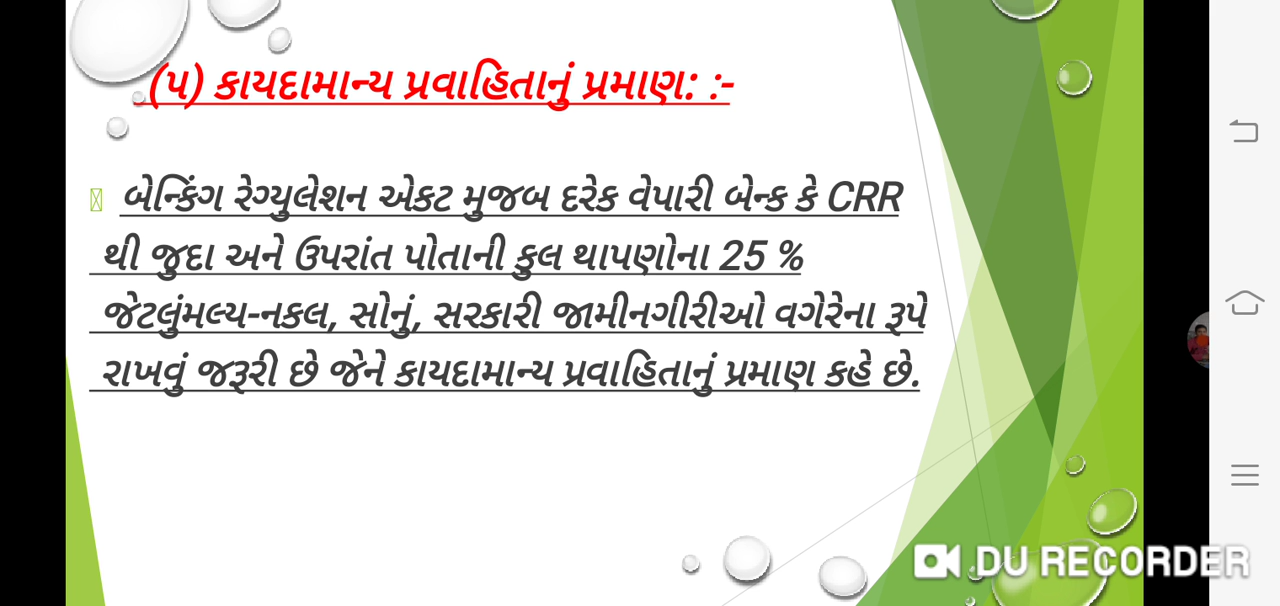 (૫) કાયદામાન્ય પ્રવાહિતાનું પ્રમાણ: :-
બેન્કિંગ રેગ્યુલેશન એકટ મુજબ દરેક વેપારી બેન્ક કે CRR
થી જુદા અને ઉપરાંત પોતાની કુલ થાપણોના 25 %
જેટલુંમલ્ય-નકલ, સોનું, સરકારી જામીનગીરીઓ વગેરેના રૂપે
રાખવું જરૂરી છે જેને કાયદામાન્ય પ્રવાહિતાનું પ્રમાણ કહે છે.
DU RECORDER